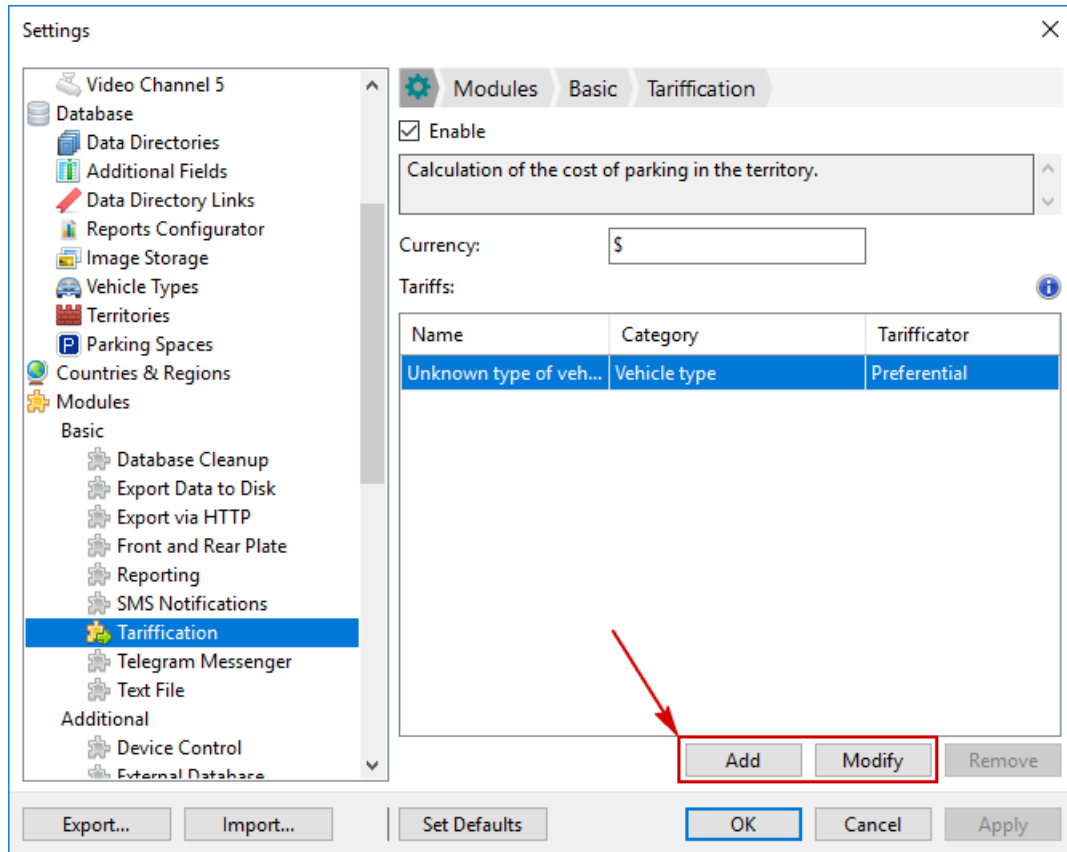 Settings
Video Channel 5
Database
Data Directories
Additional Fields
Data Directory Links
Reports Configurator
Image Storage
Vehicle Types
Territories
Parking Spaces
Countries & Regions
Modules
Basic
Database Cleanup
Export Data to Disk
Export via HTTP
Front and Rear Plate
Reporting
SMS Notifications
Tariffication
Telegram Messenger
Text File
Additional
Device Control
External Database
Modules Basic Tariffication
Enable
Calculation of the cost of parking in the territory.
Currency: $
Tariffs:
Name Category Tarifficator
Unknown type of veh... Vehicle type Preferential
Add Modify Remove
Export... Import... Set Defaults OK Cancel Apply